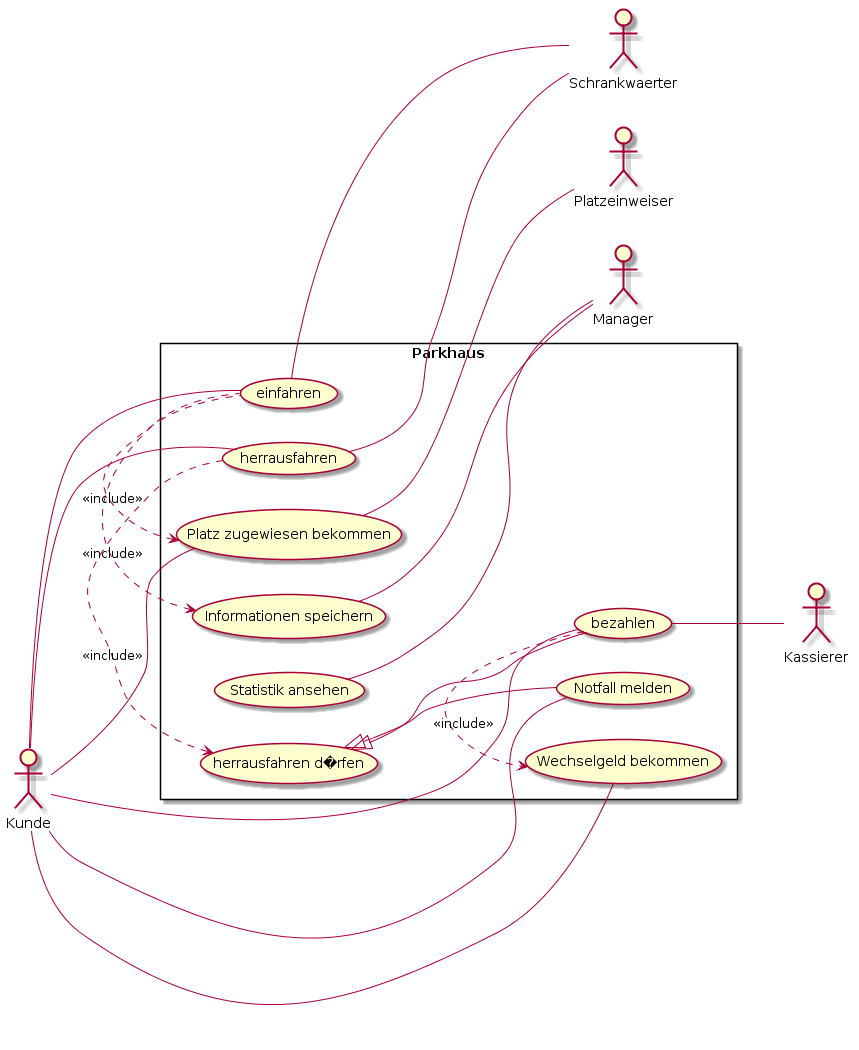 Schrankwaerter
Platzeinweiser
Manager
Parkhaus
einfahren
herrausfahren
«include»
Platz zugewiesen bekommen
«include»
Informationen speichern
bezahlen
«include»
Kassierer
Statistik ansehen
Notfall melden
«include»
herrausfahren d�rfen
Wechselgeld bekommen
Kunde